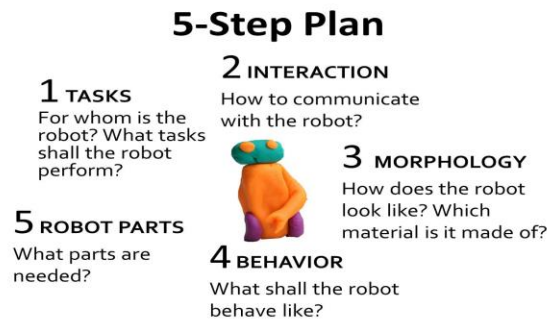 5-Step Plan
1 TASKS
For whom is the
robot? What tasks
shall the robot
perform?
2 INTERACTION
How to communicate
with the robot?
3 MORPHOLOGY
How does the robot
look like? Which
material is it made of?
4 BEHAVIOR
What shall the robot
behave like?
5 ROBOT PARTS
What parts are
needed?